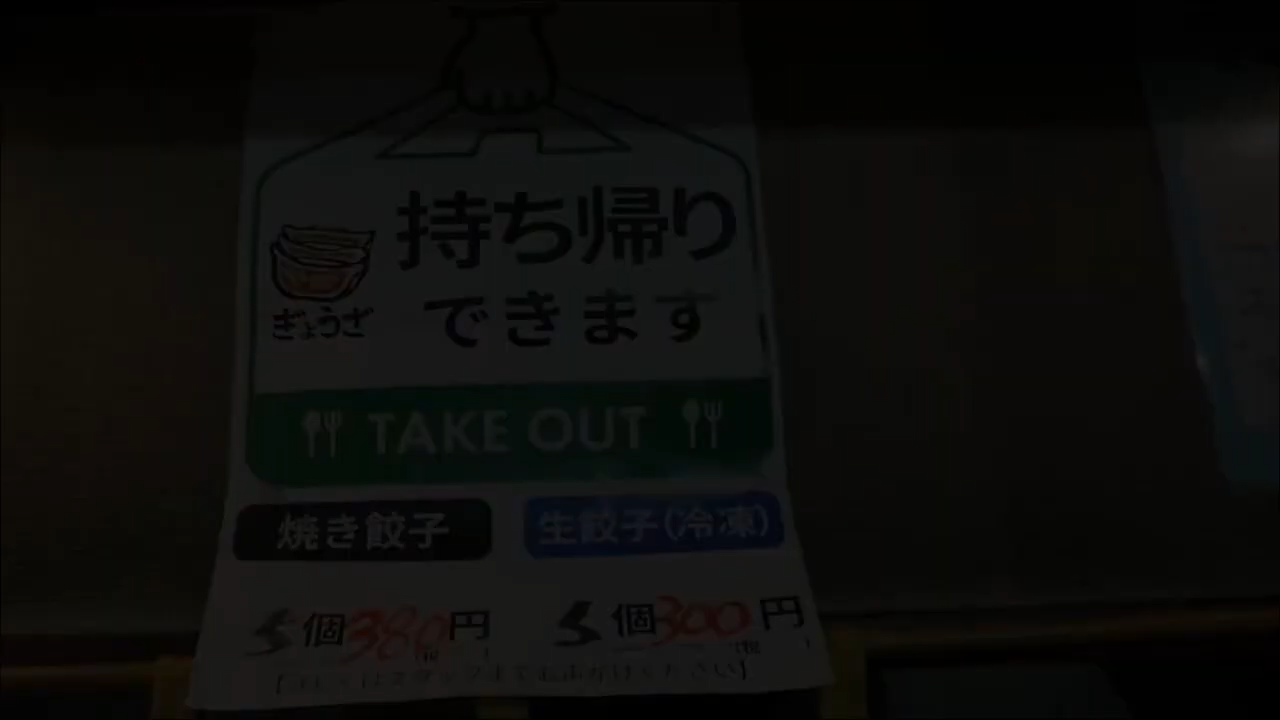 持ち帰り
ぎょうざ
できます
TAKE OUT
焼き餃子
生餃子(冷凍)
5個380円
5個300円